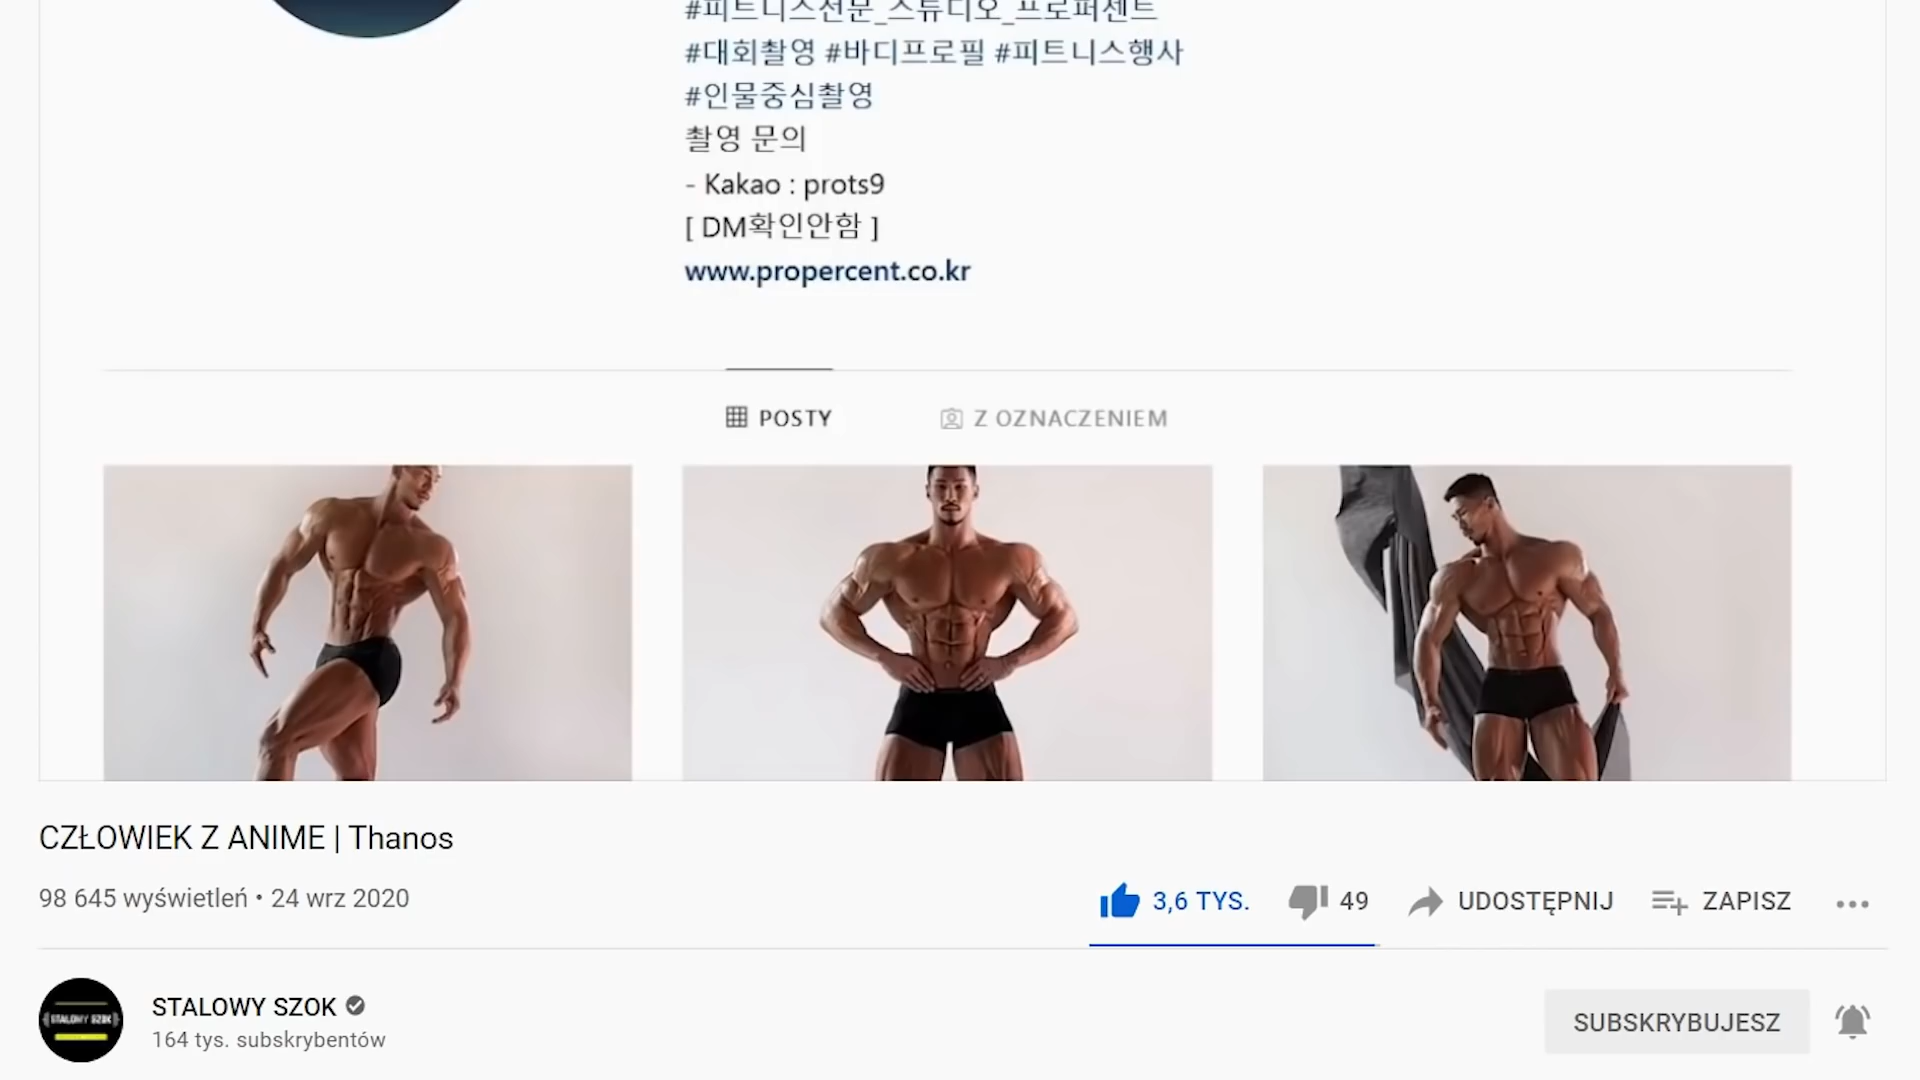 #피트니스전문_스튜디오_프로퍼센트
#대회촬영 #바디프로필 #피트니스행사
#인물중심촬영
촬영 문의
- Kakao : prots9
[ DM확인안함 ]
www.propercent.co.kr
POSTY
Z OZNACZENIEM
CZŁOWIEK Z ANIME | Thanos
98 645 wyświetleń • 24 wrz 2020
3,6 TYS.
49
UDOSTĘPNIJ
ZAPISZ
STALOWY SZOK
STALOWY SZOK
164 tys. subskrybentów
SUBSKRYBUJESZ